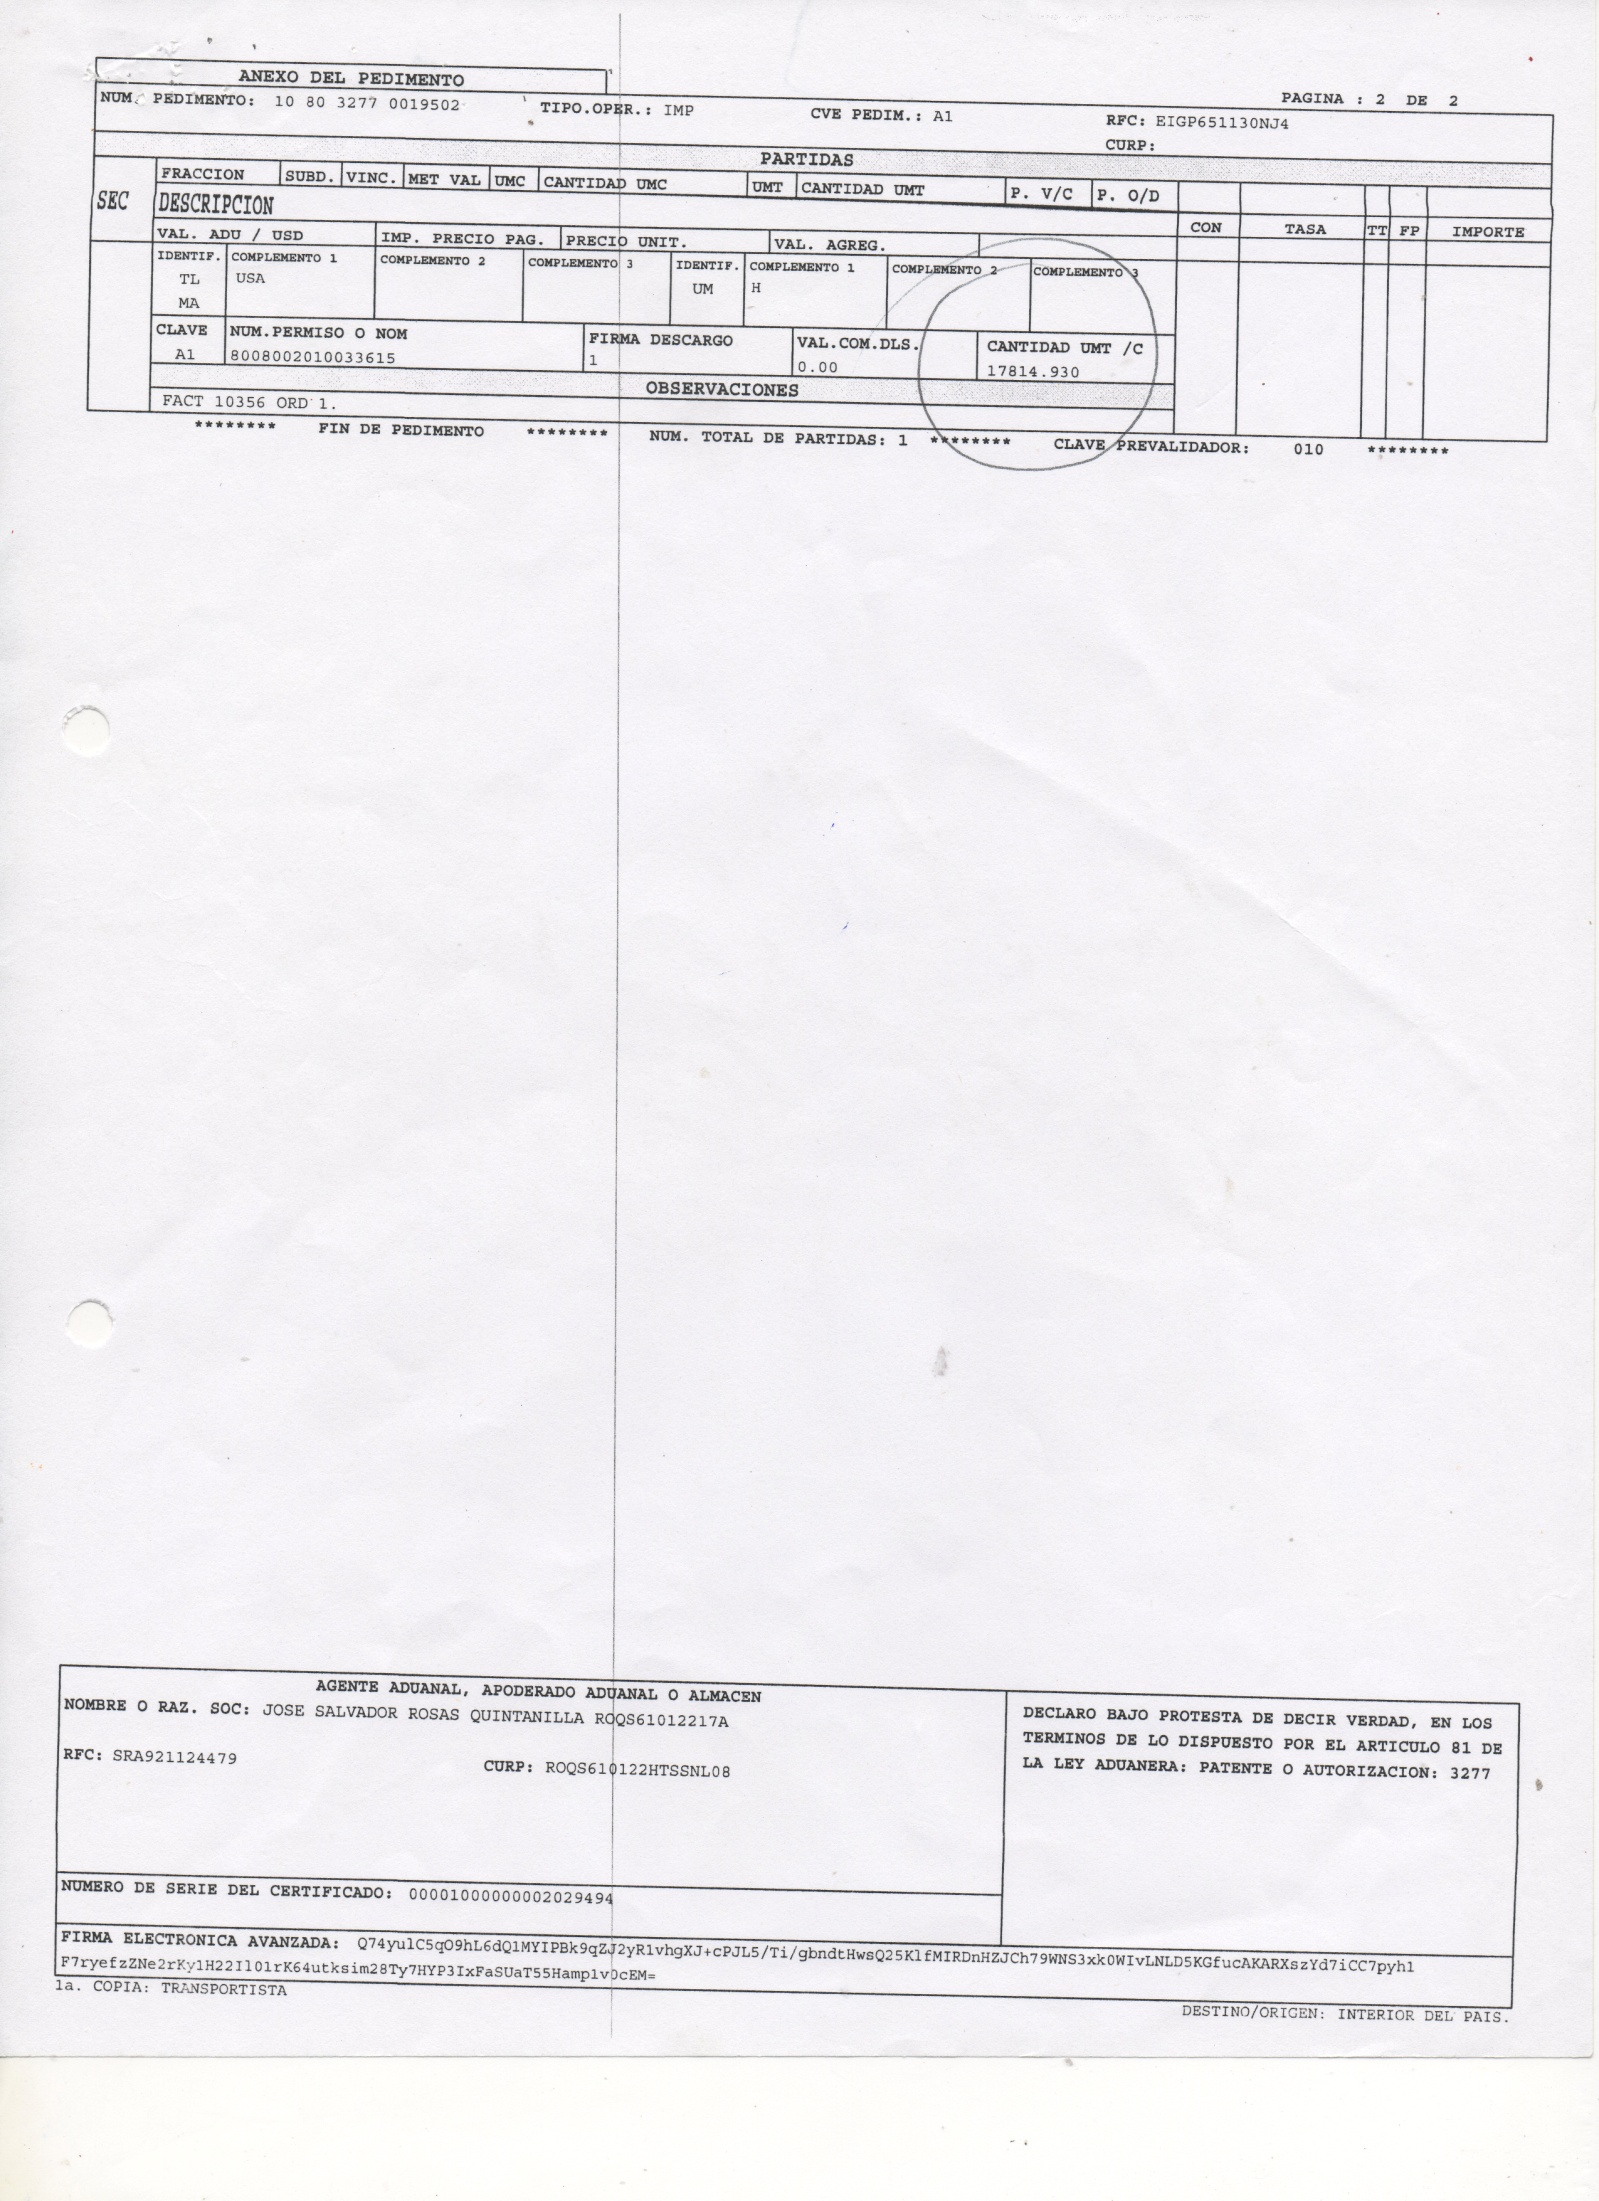 ANEXO DEL PEDIMENTO
NUM. PEDIMENTO: 10 80 3277 0019502 TIPO.OPER.: IMP CVE PEDIM.: A1 RFC: EIGP651130NJ4 PAGINA : 2 DE 2
CURP:
PARTIDAS
SEC FRACCION SUBD. VINC. MET VAL UMC CANTIDAD UMC UMT CANTIDAD UMT P. V/C P. O/D
DESCRIPCION
CON TASA TT FP IMPORTE
VAL. ADU / USD IMP. PRECIO PAG. PRECIO UNIT. VAL. AGREG.
IDENTIF. COMPLEMENTO 1 COMPLEMENTO 2 COMPLEMENTO 3 IDENTIF. COMPLEMENTO 1 COMPLEMENTO 2 COMPLEMENTO 3
TL USA UM H
MA
CLAVE NUM.PERMISO O NOM FIRMA DESCARGO VAL.COM.DLS. CANTIDAD UMT /C
A1 8008002010033615 1 0.00 17814.930
OBSERVACIONES
FACT 10356 ORD 1.
******** FIN DE PEDIMENTO ******** NUM. TOTAL DE PARTIDAS: 1 ******** CLAVE PREVALIDADOR: 010 ********
AGENTE ADUANAL, APODERADO ADUANAL O ALMACEN
NOMBRE O RAZ. SOC: JOSE SALVADOR ROSAS QUINTANILLA ROQS61012217A
RFC: SRA921124479 CURP: ROQS610122HTSSNL08
DECLARO BAJO PROTESTA DE DECIR VERDAD, EN LOS
TERMINOS DE LO DISPUESTO POR EL ARTICULO 81 DE
LA LEY ADUANERA: PATENTE O AUTORIZACION: 3277
NUMERO DE SERIE DEL CERTIFICADO: 00001000000002029494
FIRMA ELECTRONICA AVANZADA: Q74yulC5qO9hL6dQ1MYIPBk9qZJ2yR1vhgXJ+cPJL5/Ti/gbndtHwsQ25KlfMIRDnHZJCh79WNS3xk0WIvLNLD5KGfucAKARXszYd7iCC7pyh1
F7ryefzZNe2rKy1H22Il01rK64utksim28Ty7HYP3IxFaSUaT55Hamp1v0cEM=
1a. COPIA: TRANSPORTISTA
DESTINO/ORIGEN: INTERIOR DEL PAIS.